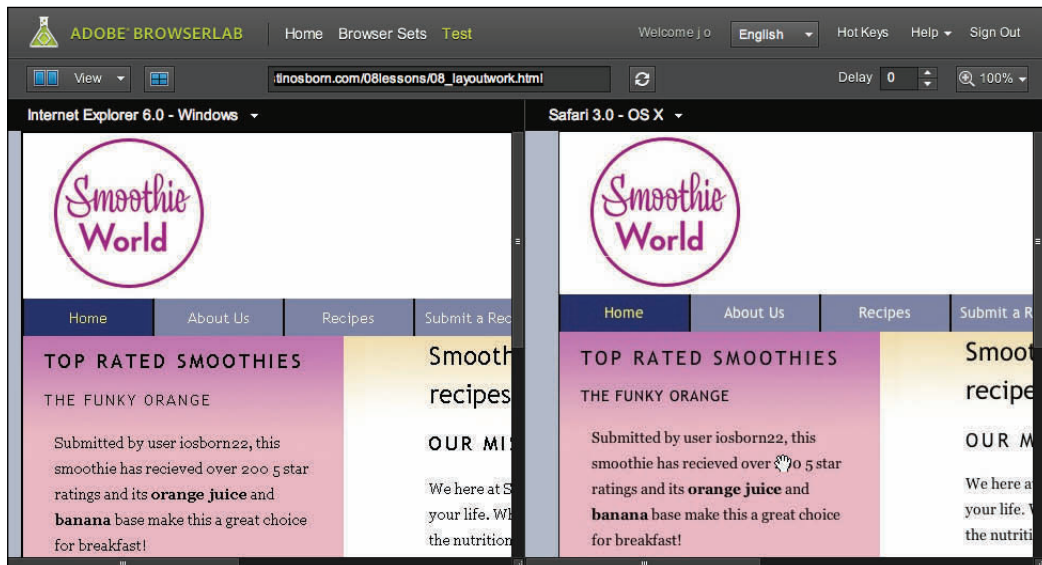 ADOBE® BROWSERLAB Home Browser Sets Test Welcome j o English Hot Keys Help Sign Out
View tinosborn.com/08lessons/08_layoutwork.html Delay 0 100%
Internet Explorer 6.0 - Windows
Smoothie
World
Home About Us Recipes Submit a Rec
TOP RATED SMOOTHIES
THE FUNKY ORANGE
Submitted by user iosborn22, this
smoothie has recieved over 200 5 star
ratings and its orange juice and
banana base make this a great choice
for breakfast!
Smooth
recipes
OUR MI
We here at S
your life. Wh
the nutrition
Safari 3.0 - OS X
Smoothie
World
Home About Us Recipes Submit a R
TOP RATED SMOOTHIES
THE FUNKY ORANGE
Submitted by user iosborn22, this
smoothie has recieved over 0 5 star
ratings and its orange juice and
banana base make this a great choice
for breakfast!
Smoot
recipe
OUR M
We here a
your life.
the nutriti